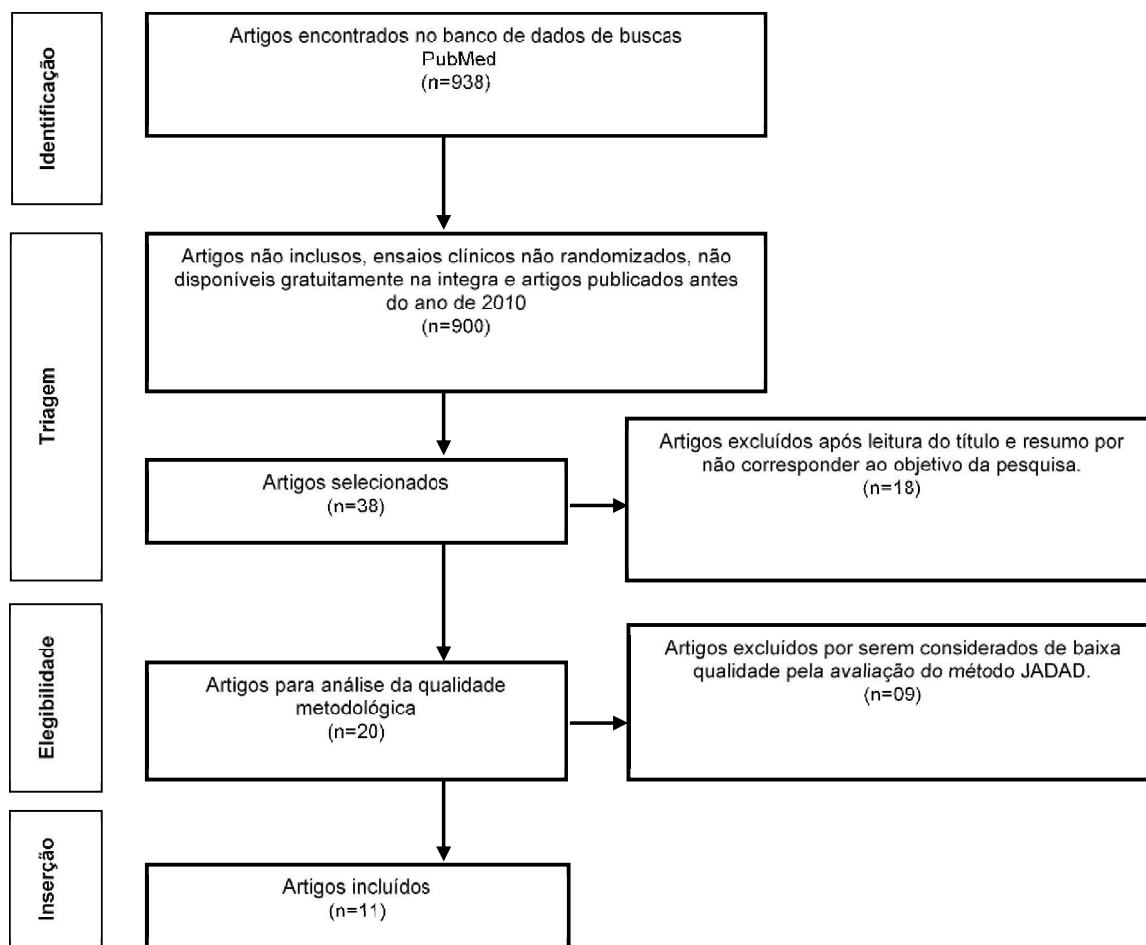 Identificação
Artigos encontrados no banco de dados de buscas
PubMed
(n=938)
Triagem
Artigos não inclusos, ensaios clínicos não randomizados, não
disponíveis gratuitamente na integra e artigos publicados antes
do ano de 2010
(n=900)
Artigos selecionados
(n=38)
Artigos excluídos após leitura do título e resumo por
não corresponder ao objetivo da pesquisa.
(n=18)
Elegibilidade
Artigos para análise da qualidade
metodológica
(n=20)
Artigos excluídos por serem considerados de baixa
qualidade pela avaliação do método JADAD.
(n=09)
Inserção
Artigos incluídos
(n=11)